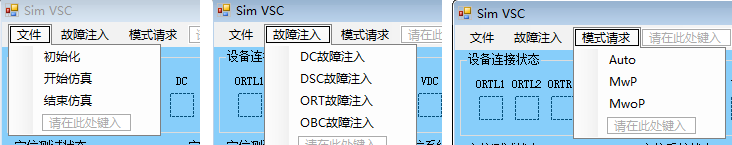 Sim VSC
文件 故障注入 模式请求
初始化
开始仿真
结束仿真
请在此处键入
DC
Sim VSC
文件 故障注入 模式请求 请在此处键入
设备连
ORTL1
VDC
DC故障注入
DSC故障注入
ORT故障注入
OBC故障注入
请在此处键入
Sim VSC
文件 故障注入 模式请求 请在此处键入
设备连接状态
ORTL1 ORTL2 ORTR
Auto
MwP
MwoP
请在此处键入